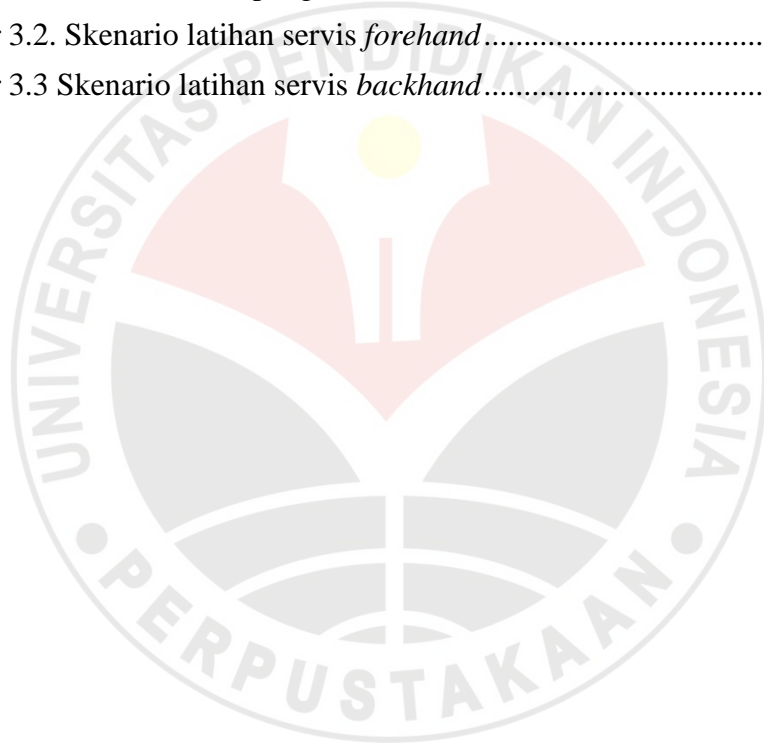 3.2. Skenario latihan servis forehand..................................
3.3 Skenario latihan servis backhand..................................
UNIVERSITAS PENDIDIKAN INDONESIA
PERPUSTAKAAN